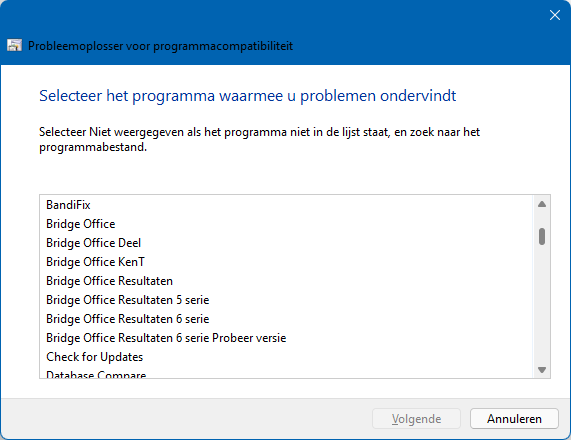 Probleemoplosser voor programmacompatibiliteit
Selecteer het programma waarmee u problemen ondervindt
Selecteer Niet weergegeven als het programma niet in de lijst staat, en zoek naar het
programmabestand.
BandiFix
Bridge Office
Bridge Office Deel
Bridge Office KenT
Bridge Office Resultaten
Bridge Office Resultaten 5 serie
Bridge Office Resultaten 6 serie
Bridge Office Resultaten 6 serie Probeer versie
Check for Updates
Database Compare
Volgende
Annuleren